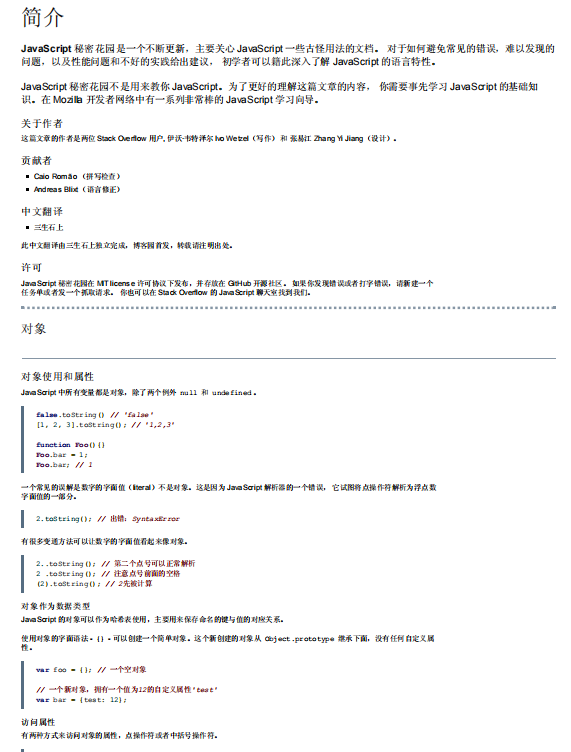 简介
JavaScript 秘密花园是一个不断更新，主要关心 JavaScript 一些古怪用法的文档。 对于如何避免常见的错误，难以发现的
问题，以及性能问题和不好的实践给出建议， 初学者可以籍此深入了解 JavaScript 的语言特性。
JavaScript 秘密花园不是用来教你 JavaScript。为了更好的理解这篇文章的内容， 你需要事先学习 JavaScript 的基础知
识。在 Mozilla 开发者网络中有一系列非常棒的 JavaScript 学习向导。
关于作者
这篇文章的作者是两位 Stack Overflow 用户, 伊沃·韦特泽尔 Ivo Wetzel（写作） 和 张易江 Zhang Yi Jiang（设计）。
贡献者
Caio Romão （拼写检查）
Andreas Blixt （语言修正）
中文翻译
三生石上
此中文翻译由三生石上独立完成，博客园首发，转载请注明出处。
许可
JavaScript 秘密花园在 MIT license 许可协议下发布，并存放在 GitHub 开源社区。 如果你发现错误或者打字错误，请新建一个
任务单或者发一个抓取请求。 你也可以在 Stack Overflow 的 JavaScript 聊天室找到我们。
对象
对象使用和属性
JavaScript 中所有变量都是对象，除了两个例外 null 和 undefined。
false.toString() // 'false'
[1, 2, 3].toString(); // '1,2,3'
function Foo(){}
Foo.bar = 1;
Foo.bar; // 1
一个常见的误解是数字的字面值（literal）不是对象。这是因为 JavaScript 解析器的一个错误， 它试图将点操作符解析为浮点数
字面值的一部分。
2.toString(); // 出错：SyntaxError
有很多变通方法可以让数字的字面值看起来像对象。
2..toString(); // 第二个点号可以正常解析
2 .toString(); // 注意点号前面的空格
(2).toString(); // 2先被计算
对象作为数据类型
JavaScript 的对象可以作为哈希表使用，主要用来保存命名的键与值的对应关系。
使用对象的字面语法 - {} - 可以创建一个简单对象。这个新创建的对象从 Object.prototype 继承下面，没有任何自定义属
性。
var foo = {}; // 一个空对象
// 一个新对象，拥有一个值为12的自定义属性'test'
var bar = {test: 12};
访问属性
有两种方式来访问对象的属性，点操作符或者中括号操作符。